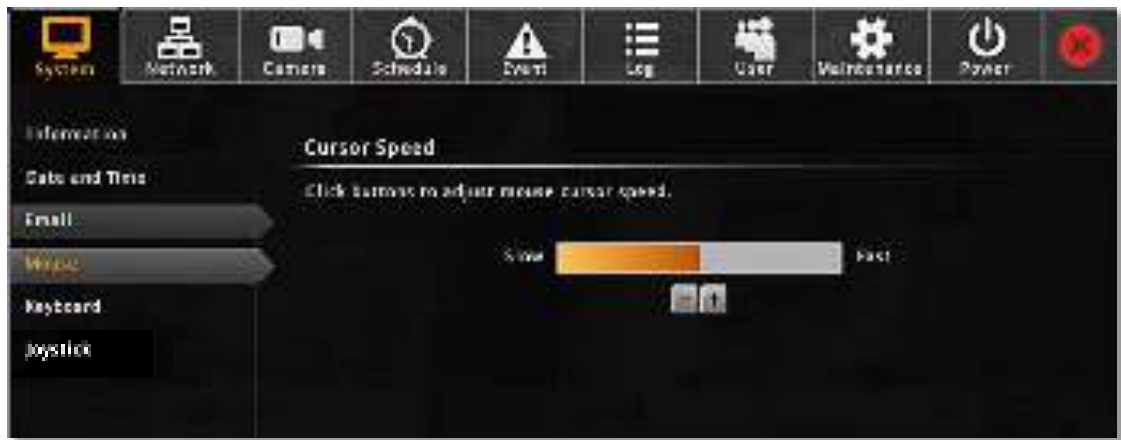 System Network Camera Schedule Event Log User Maintenance Power
Information
Date and Time
Email
Mouse
Keyboard
Joystick
Cursor Speed
Click buttons to adjust mouse cursor speed.
Slow Fast
- +